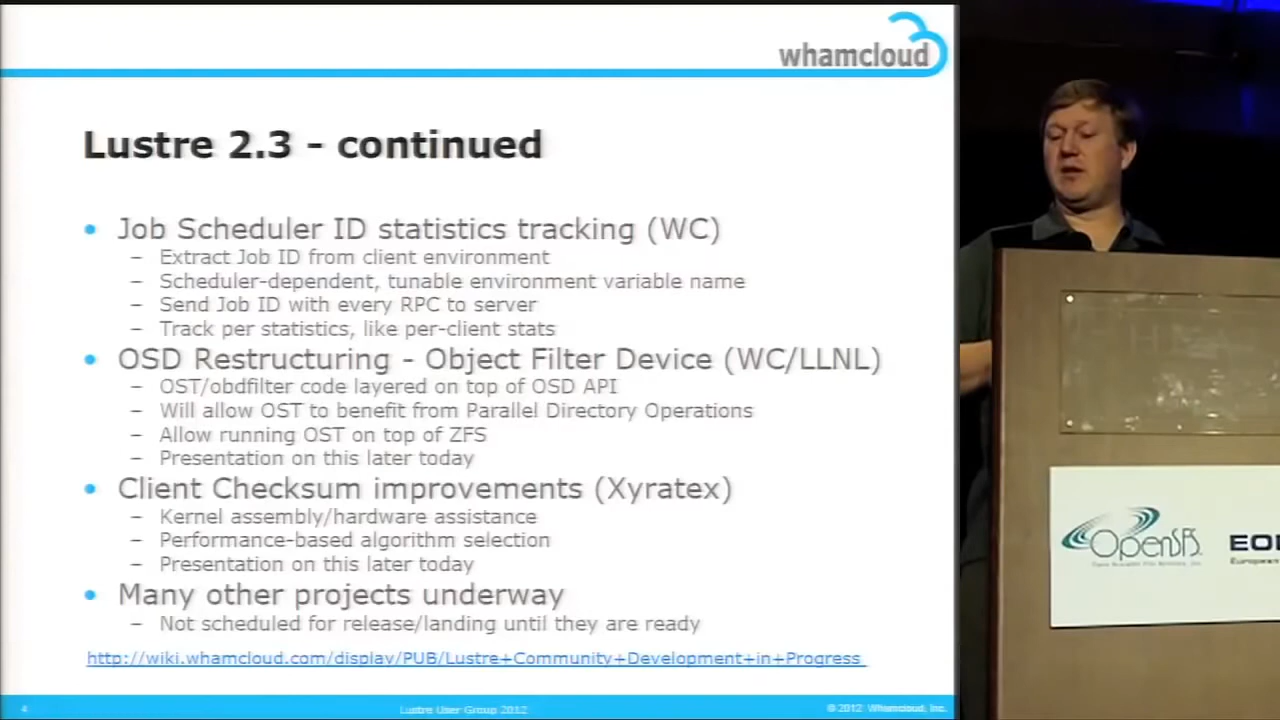 whamcloud
Lustre 2.3 - continued
• Job Scheduler ID statistics tracking (WC)
– Extract Job ID from client environment
– Scheduler-dependent, tunable environment variable name
– Send Job ID with every RPC to server
– Track per statistics, like per-client stats
• OSD Restructuring - Object Filter Device (WC/LLNL)
– OST/obdfilter code layered on top of OSD API
– Will allow OST to benefit from Parallel Directory Operations
– Allow running OST on top of ZFS
– Presentation on this later today
• Client Checksum improvements (Xyratex)
– Kernel assembly/hardware assistance
– Performance-based algorithm selection
– Presentation on this later today
• Many other projects underway
– Not scheduled for release/landing until they are ready
http://wiki.whamcloud.com/display/PUB/Lustre+Community+Development+in+Progress
4
Lustre User Group 2012
© 2012 Whamcloud, Inc.
OpenSFS
EO
European